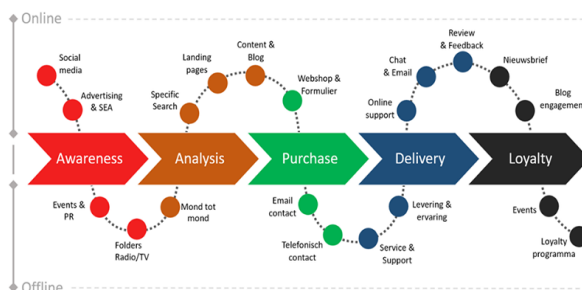 Online
Social
media
Advertising
& SEA
Specific
Search
Landing
pages
Content &
Blog
Webshop &
Formulier
Online
support
Chat
& Email
Review
& Feedback
Nieuwsbrief
Blog
engagemen
Awareness
Analysis
Purchase
Delivery
Loyalty
Events &
PR
Folders
Radio/TV
Mond tot
mond
Email
contact
Telefonisch
contact
Service &
Support
Levering &
ervaring
Events
Loyalty
programma
Offline